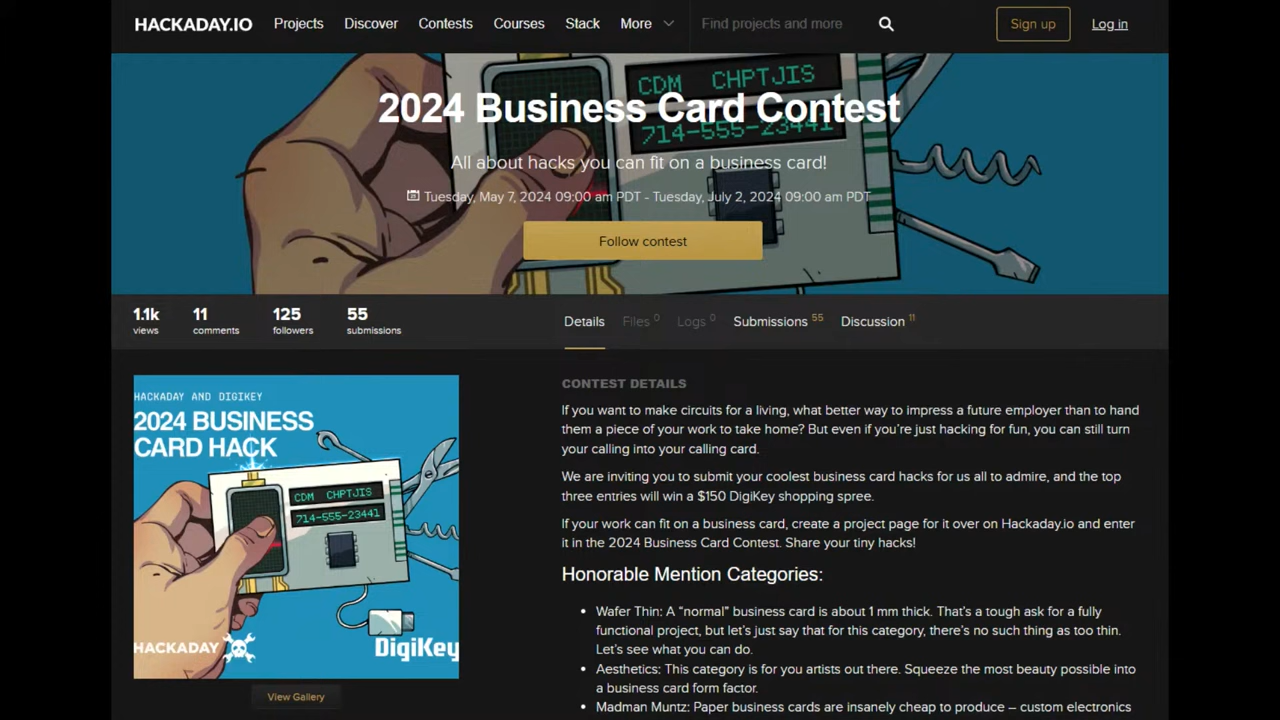 HACKADAY.IO Projects Discover Contests Courses Stack More Find projects and more Sign up Log in
CDM CHPTJIS
2024 Business Card Contest
714-555-23441
All about hacks you can fit on a business card!
Tuesday, May 7, 2024 09:00 am PDT - Tuesday, July 2, 2024 09:00 am PDT
Follow contest
1.1k 11 125 55
views comments followers submissions
Details Files 0 Logs 0 Submissions 55 Discussion 11
HACKADAY AND DIGIKEY
2024 BUSINESS
CARD HACK
CDM CHPTJIS
714-555-23441
HACKADAY DigiKey
View Gallery
CONTEST DETAILS
If you want to make circuits for a living, what better way to impress a future employer than to hand
them a piece of your work to take home? But even if you're just hacking for fun, you can still turn
your calling into your calling card.
We are inviting you to submit your coolest business card hacks for us all to admire, and the top
three entries will win a $150 DigiKey shopping spree.
If your work can fit on a business card, create a project page for it over on Hackaday.io and enter
it in the 2024 Business Card Contest. Share your tiny hacks!
Honorable Mention Categories:
• Wafer Thin: A “normal” business card is about 1 mm thick. That's a tough ask for a fully
functional project, but let's just say that for this category, there's no such thing as too thin.
Let's see what you can do.
• Aesthetics: This category is for you artists out there. Squeeze the most beauty possible into
a business card form factor.
• Madman Muntz: Paper business cards are insanely cheap to produce – custom electronics